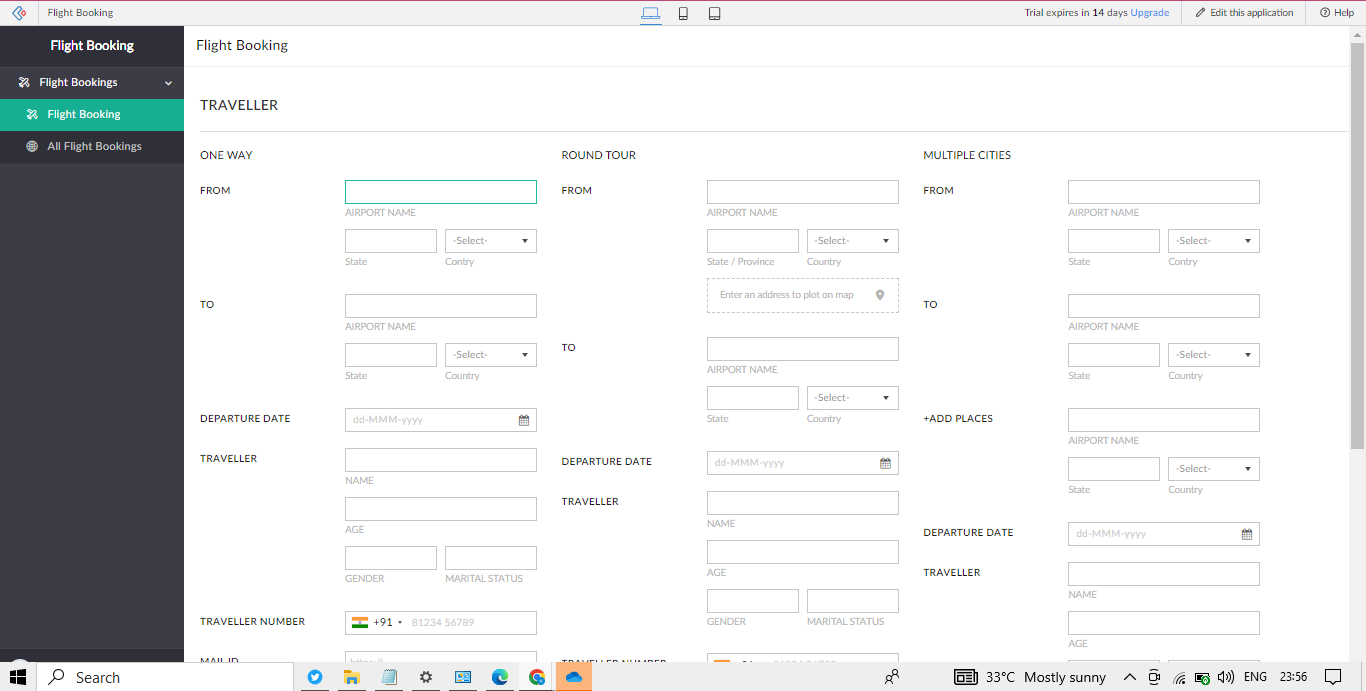 Flight Booking
Trial expires in 14 days Upgrade
Edit this application
Help
Flight Booking
Flight Bookings
Flight Booking
All Flight Bookings
Flight Booking
TRAVELLER
ONE WAY
FROM
AIRPORT NAME
-Select-
State
Contry
TO
AIRPORT NAME
-Select-
State
Country
DEPARTURE DATE
dd-MMM-yyyy
TRAVELLER
NAME
AGE
GENDER
MARITAL STATUS
TRAVELLER NUMBER
+91
81234 56789
MAIL ID
https://
ROUND TOUR
FROM
AIRPORT NAME
-Select-
State / Province
Country
Enter an address to plot on map
TO
AIRPORT NAME
-Select-
State
Country
DEPARTURE DATE
dd-MMM-yyyy
TRAVELLER
NAME
AGE
GENDER
MARITAL STATUS
TRAVELLER NUMBER
MULTIPLE CITIES
FROM
AIRPORT NAME
-Select-
State
Contry
TO
AIRPORT NAME
-Select-
State
Country
+ADD PLACES
AIRPORT NAME
-Select-
State
Country
DEPARTURE DATE
dd-MMM-yyyy
TRAVELLER
NAME
AGE
Search
33°C Mostly sunny
ENG
23:56